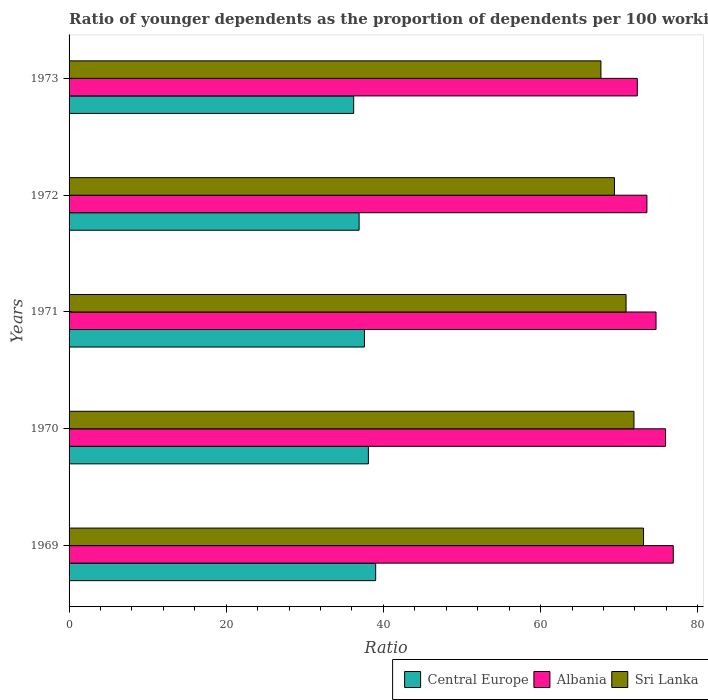 Ratio of younger dependents as the proportion of dependents per 100 worki
1973
1972
1971
1970
1969
Years
0
20
40
60
80
Ratio
Central Europe
Albania
Sri Lanka